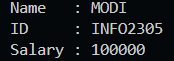 Name   : MODI
ID     : INFO2305
Salary : 100000